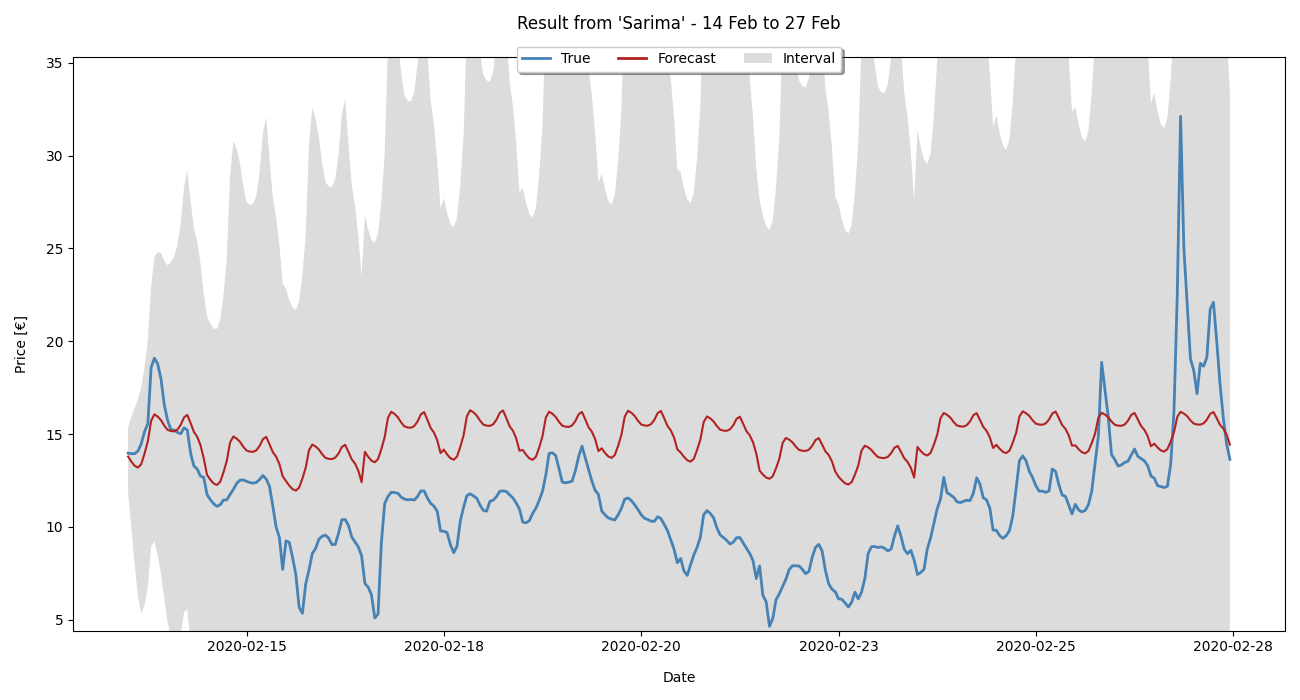 Result from 'Sarima' - 14 Feb to 27 Feb
True Forecast Interval
35
30
25
20
15
10
5
Price [€]
2020-02-15 2020-02-18 2020-02-20 2020-02-23 2020-02-25 2020-02-28
Date